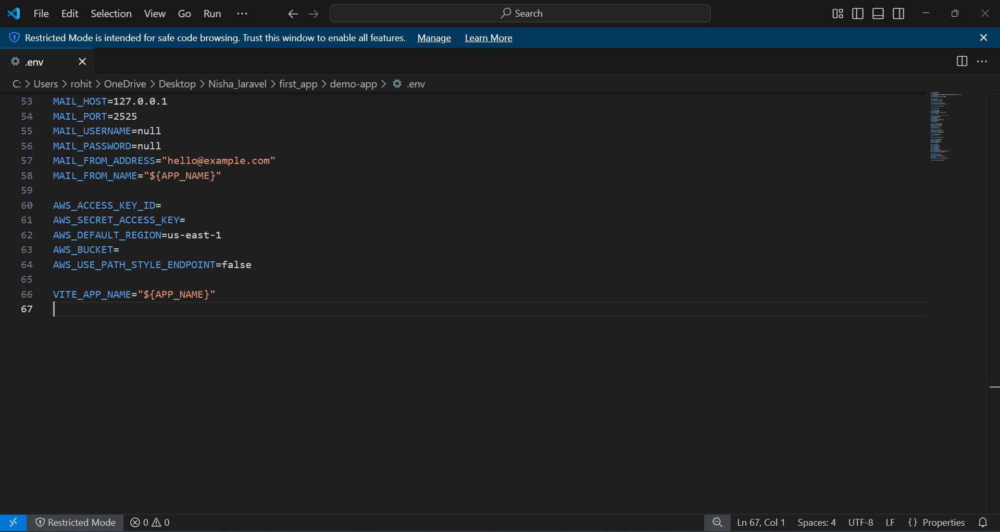 File Edit Selection View Go Run ··· Search
Restricted Mode is intended for safe code browsing. Trust this window to enable all features. Manage Learn More
.env
C: > Users > rohit > OneDrive > Desktop > Nisha_laravel > first_app > demo-app > .env
53 MAIL_HOST=127.0.0.1
54 MAIL_PORT=2525
55 MAIL_USERNAME=null
56 MAIL_PASSWORD=null
57 MAIL_FROM_ADDRESS="hello@example.com"
58 MAIL_FROM_NAME="${APP_NAME}"
59
60 AWS_ACCESS_KEY_ID=
61 AWS_SECRET_ACCESS_KEY=
62 AWS_DEFAULT_REGION=us-east-1
63 AWS_BUCKET=
64 AWS_USE_PATH_STYLE_ENDPOINT=false
65
66 VITE_APP_NAME="${APP_NAME}"
67
Restricted Mode 0 0 Ln 67, Col 1 Spaces: 4 UTF-8 LF {} Properties